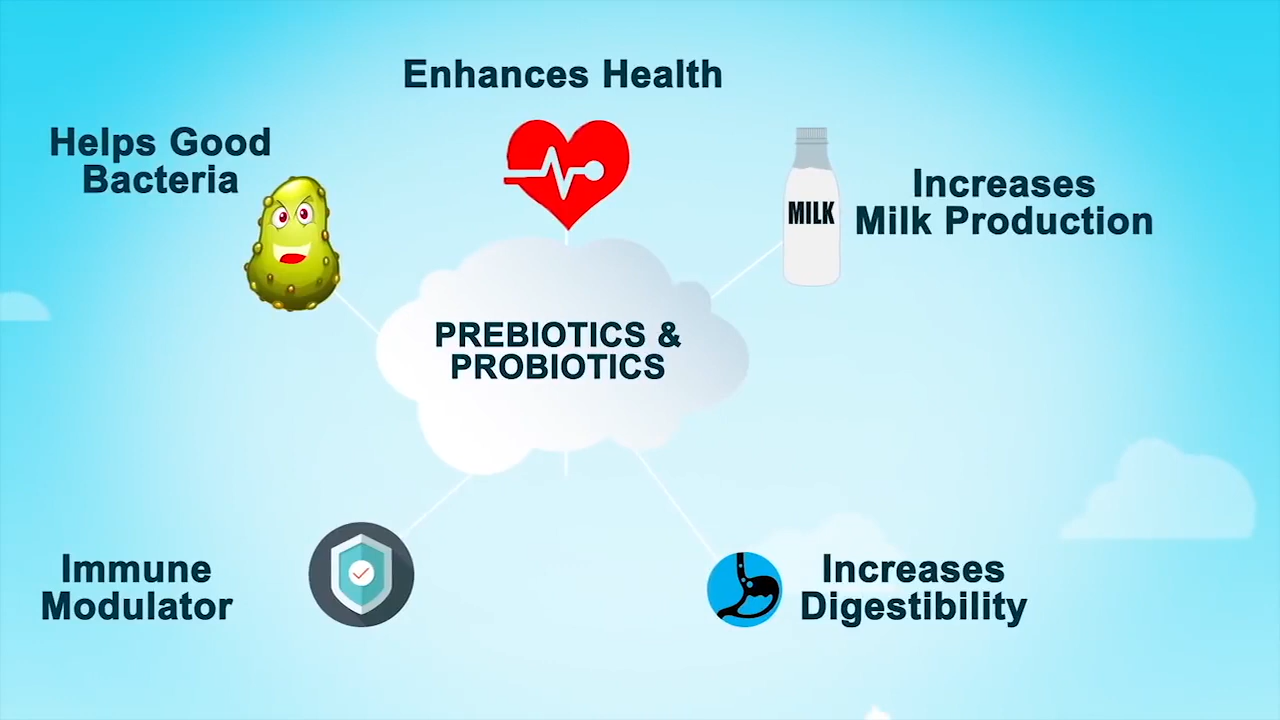 Enhances Health
Helps Good
Bacteria
MILK
Increases
Milk Production
PREBIOTICS &
PROBIOTICS
Immune
Modulator
Increases
Digestibility